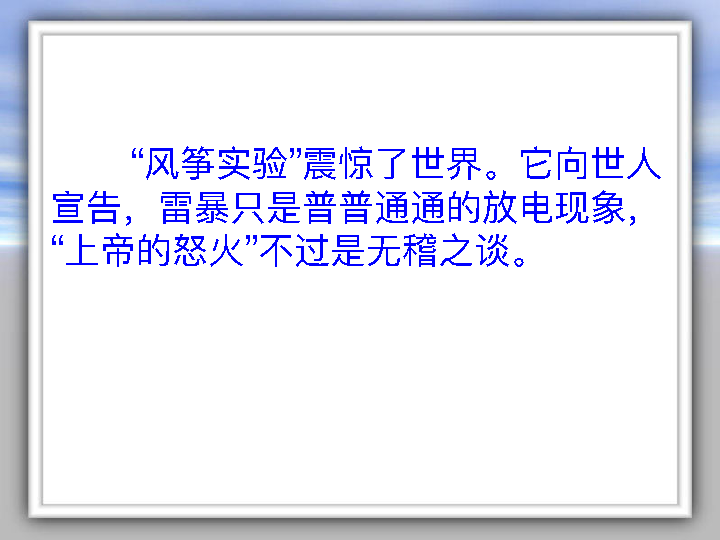 “风筝实验”震惊了世界。它向世人
宣告，雷暴只是普普通通的放电现象，
“上帝的怒火”不过是无稽之谈。